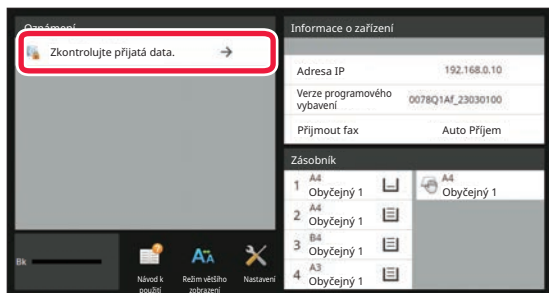 Oznámení
Zkontrolujte přijatá data.
Informace o zařízení
Adresa IP 192.168.0.10
Verze programového
vybavení 0078Q1Af_23030100
Přijmout fax Auto Příjem
Zásobník
1 A4
Obyčejný 1
A4
Obyčejný 1
2 A4
Obyčejný 1
3 B4
Obyčejný 1
4 A3
Obyčejný 1
Bk
Návod k
použití
Režim většího
zobrazení
Nastavení